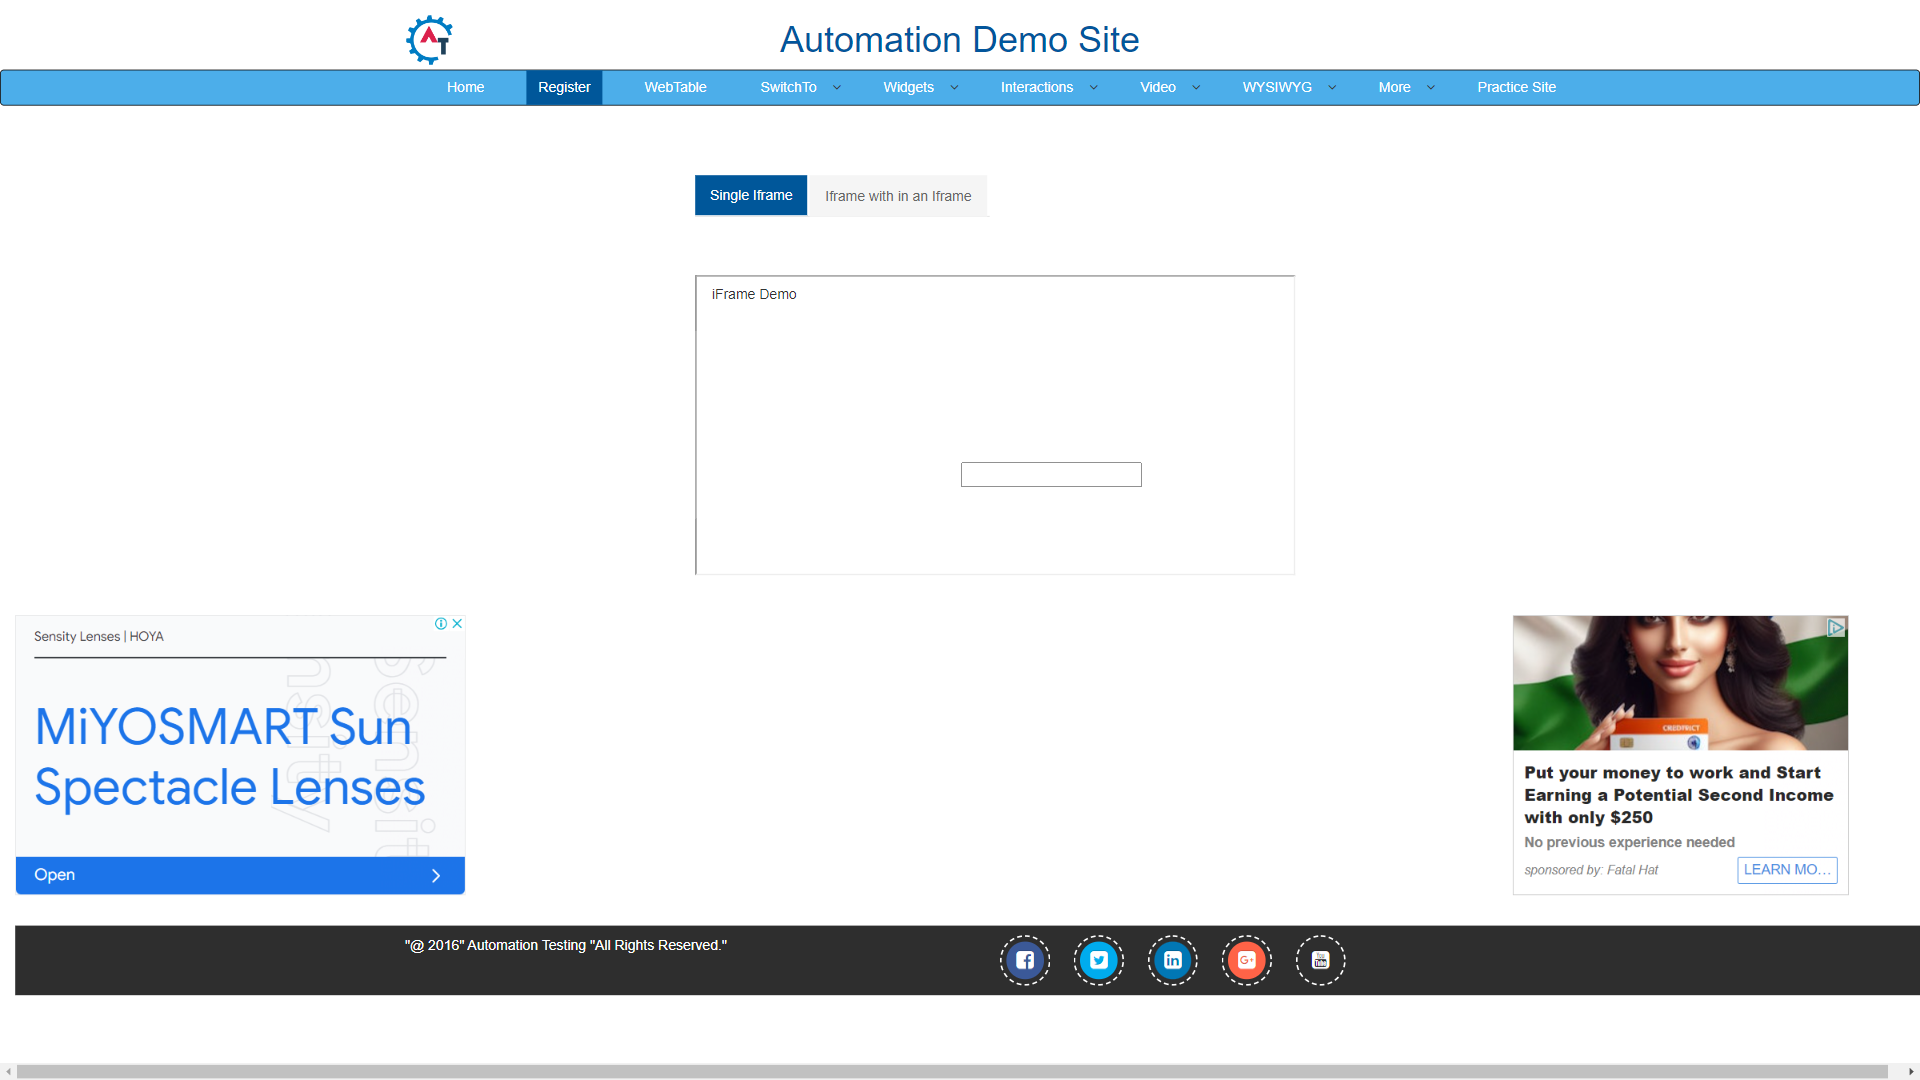 Automation Demo Site
Home Register WebTable SwitchTo Widgets Interactions Video WYSIWYG More Practice Site
Single Iframe Iframe with in an Iframe
iFrame Demo
Sensity Lenses | HOYA
MiYOSMART Sun
Spectacle Lenses
Open
CREDTRICT
Put your money to work and Start
Earning a Potential Second Income
with only $250
No previous experience needed
sponsored by: Fatal Hat LEARN MO...
"@ 2016" Automation Testing "All Rights Reserved."